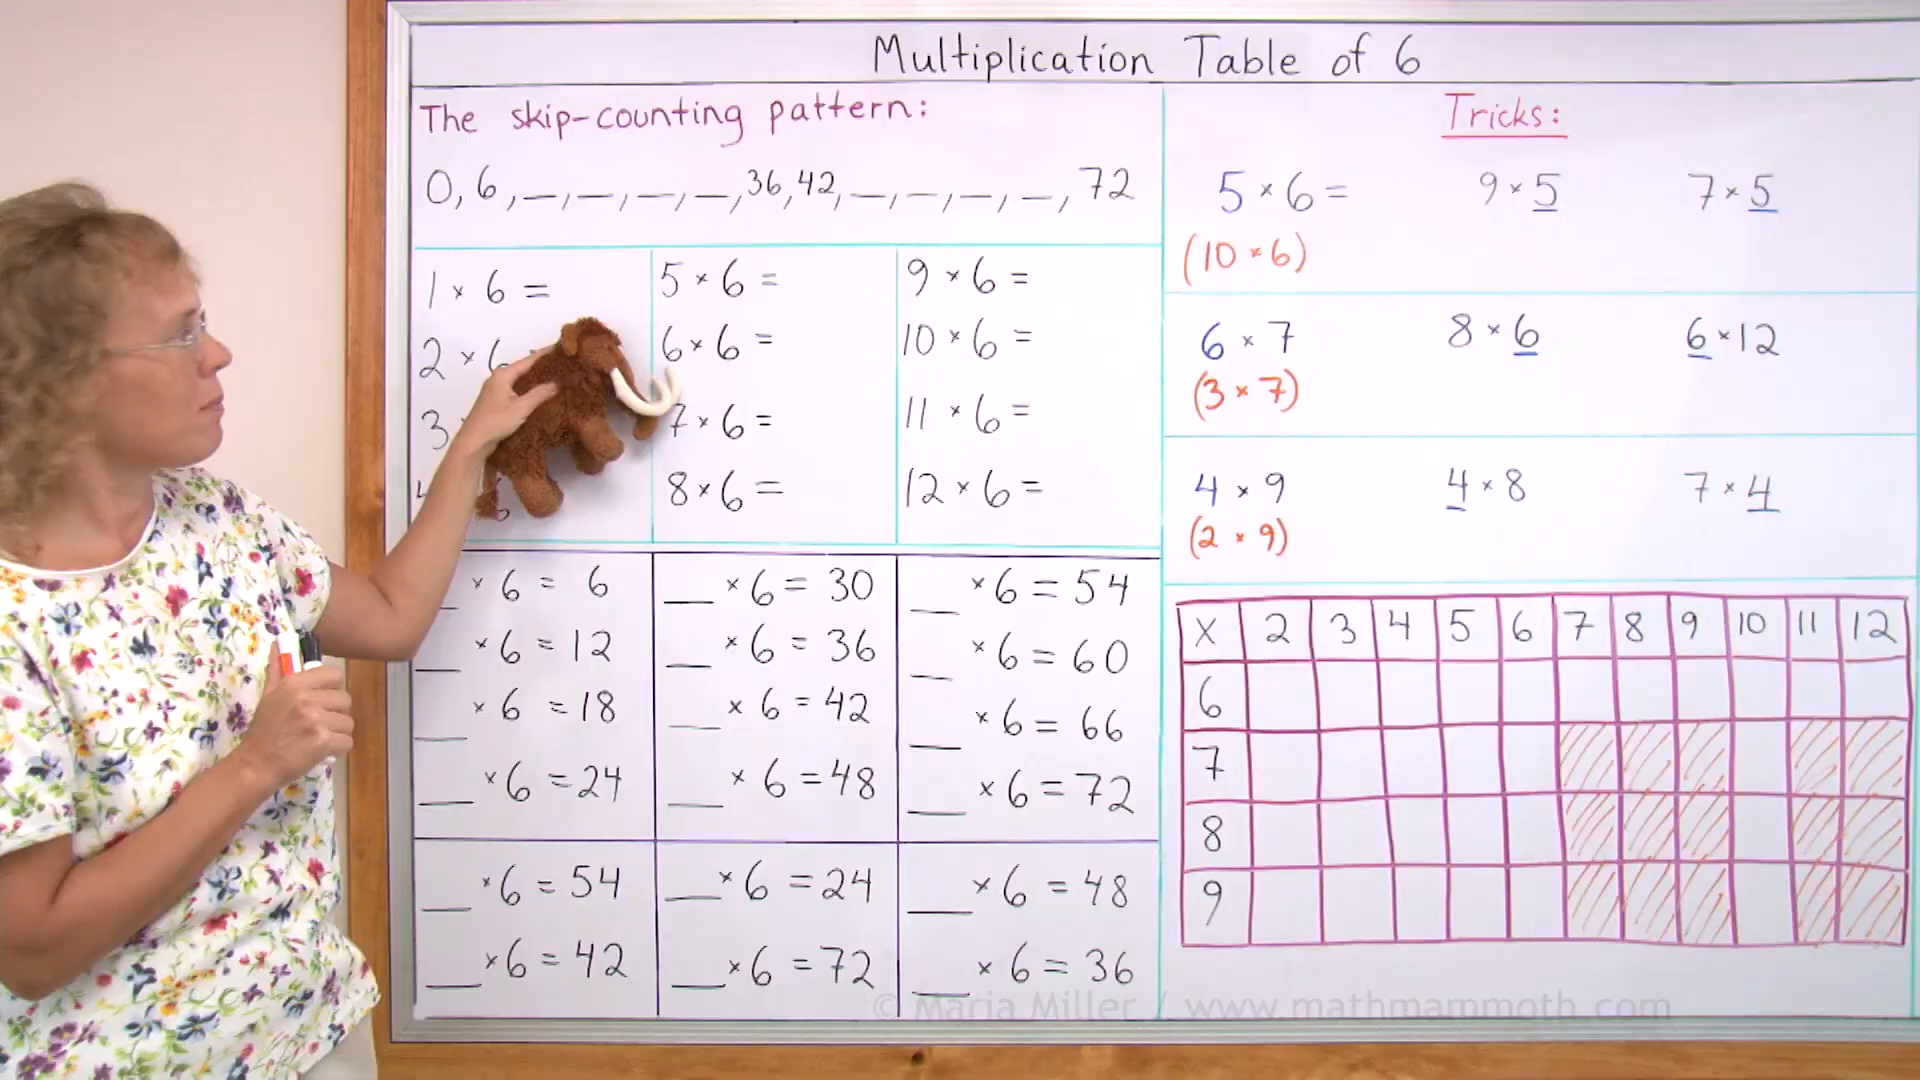 Multiplication Table of 6
The skip-counting pattern:
0, 6, __, __, __, __, 36, 42, __, __, __, __, 72
1 × 6 =
2 × 6
3
6
5 × 6 =
6 × 6 =
7 × 6 =
8 × 6 =
9 × 6 =
10 × 6 =
11 × 6 =
12 × 6 =
__ × 6 = 6
__ × 6 = 12
__ × 6 = 18
__ × 6 = 24
__ × 6 = 30
__ × 6 = 36
__ × 6 = 42
__ × 6 = 48
__ × 6 = 54
__ × 6 = 60
__ × 6 = 66
__ × 6 = 72
__ × 6 = 54
__ × 6 = 42
__ × 6 = 24
__ × 6 = 72
__ × 6 = 48
__ × 6 = 36
Tricks:
5 × 6 = 9 × 5 7 × 5
(10 × 6)
6 × 7 8 × 6 6 × 12
(3 × 7)
4 × 9 4 × 8 7 × 4
(2 × 9)
X 2 3 4 5 6 7 8 9 10 11 12
6
7
8
9
© Maria Miller / www.mathmammoth.com